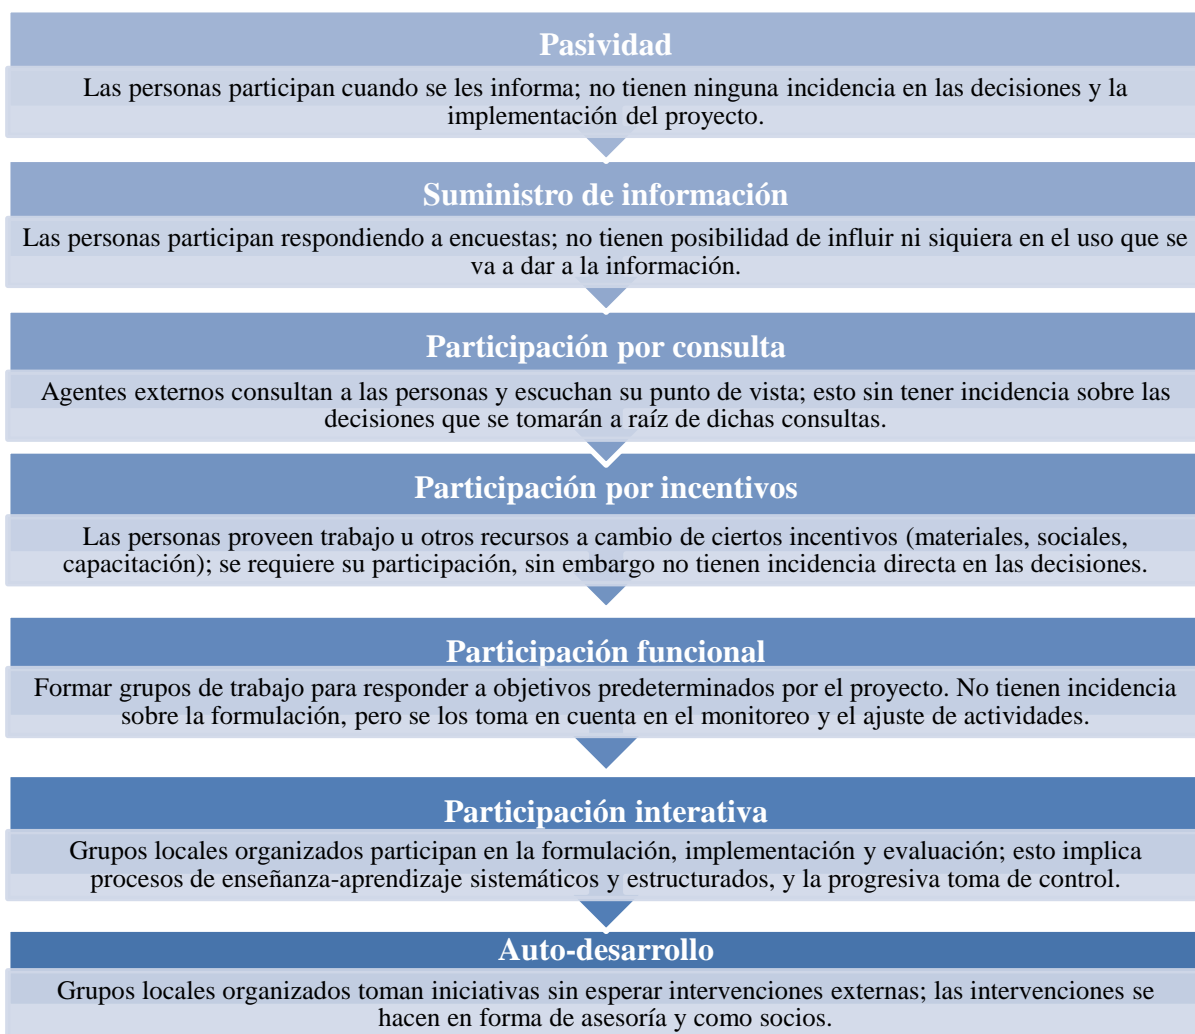 Pasividad
Las personas participan cuando se les informa; no tienen ninguna incidencia en las decisiones y la
implementación del proyecto.
Suministro de información
Las personas participan respondiendo a encuestas; no tienen posibilidad de influir ni siquiera en el uso que se
va a dar a la información.
Participación por consulta
Agentes externos consultan a las personas y escuchan su punto de vista; esto sin tener incidencia sobre las
decisiones que se tomarán a raíz de dichas consultas.
Participación por incentivos
Las personas proveen trabajo u otros recursos a cambio de ciertos incentivos (materiales, sociales,
capacitación); se requiere su participación, sin embargo no tienen incidencia directa en las decisiones.
Participación funcional
Formar grupos de trabajo para responder a objetivos predeterminados por el proyecto. No tienen incidencia
sobre la formulación, pero se los toma en cuenta en el monitoreo y el ajuste de actividades.
Participación interativa
Grupos locales organizados participan en la formulación, implementación y evaluación; esto implica
procesos de enseñanza-aprendizaje sistemáticos y estructurados, y la progresiva toma de control.
Auto-desarrollo
Grupos locales organizados toman iniciativas sin esperar intervenciones externas; las intervenciones se
hacen en forma de asesoría y como socios.